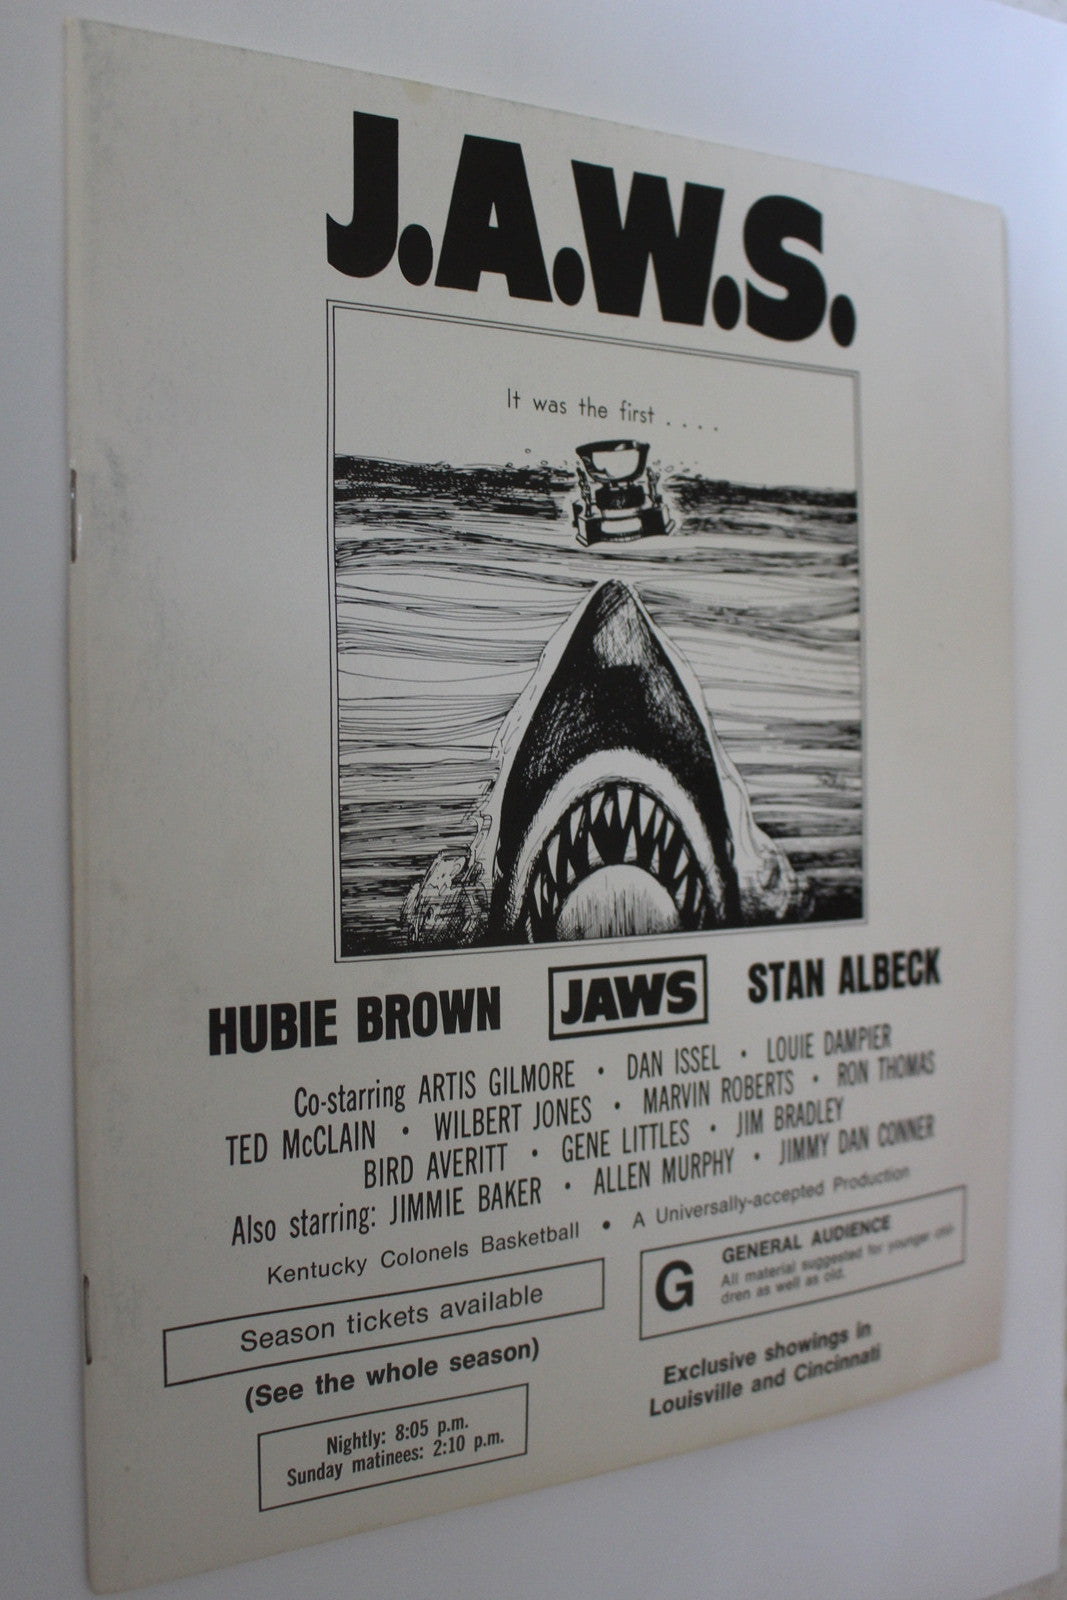 J.A.W.S.
It was the first . . . .
HUBIE BROWN JAWS STAN ALBECK
Co-starring ARTIS GILMORE • DAN ISSEL • LOUIE DAMPIER
TED McCLAIN • WILBERT JONES • MARVIN ROBERTS • RON THOMAS
BIRD AVERITT • GENE LITTLES • JIM BRADLEY
Also starring: JIMMIE BAKER • ALLEN MURPHY • JIMMY DAN CONNER
Kentucky Colonels Basketball • A Universally-accepted Production
Season tickets available
(See the whole season)
Nightly: 8:05 p.m.
Sunday matinees: 2:10 p.m.
G GENERAL AUDIENCE
All material suggested for younger chil-
dren as well as old.
Exclusive showings in
Louisville and Cincinnati